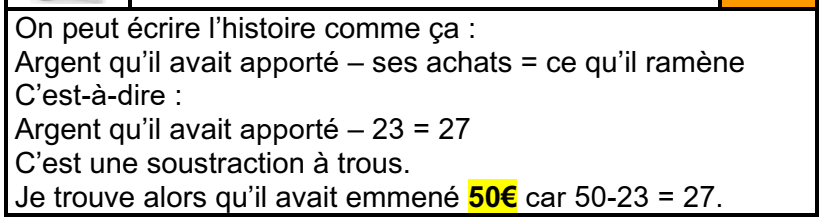 On peut écrire l’histoire comme ça :
Argent qu’il avait apporté – ses achats = ce qu’il ramène
C’est-à-dire :
Argent qu’il avait apporté – 23 = 27
C’est une soustraction à trous.
Je trouve alors qu’il avait emmené 50€ car 50-23 = 27.